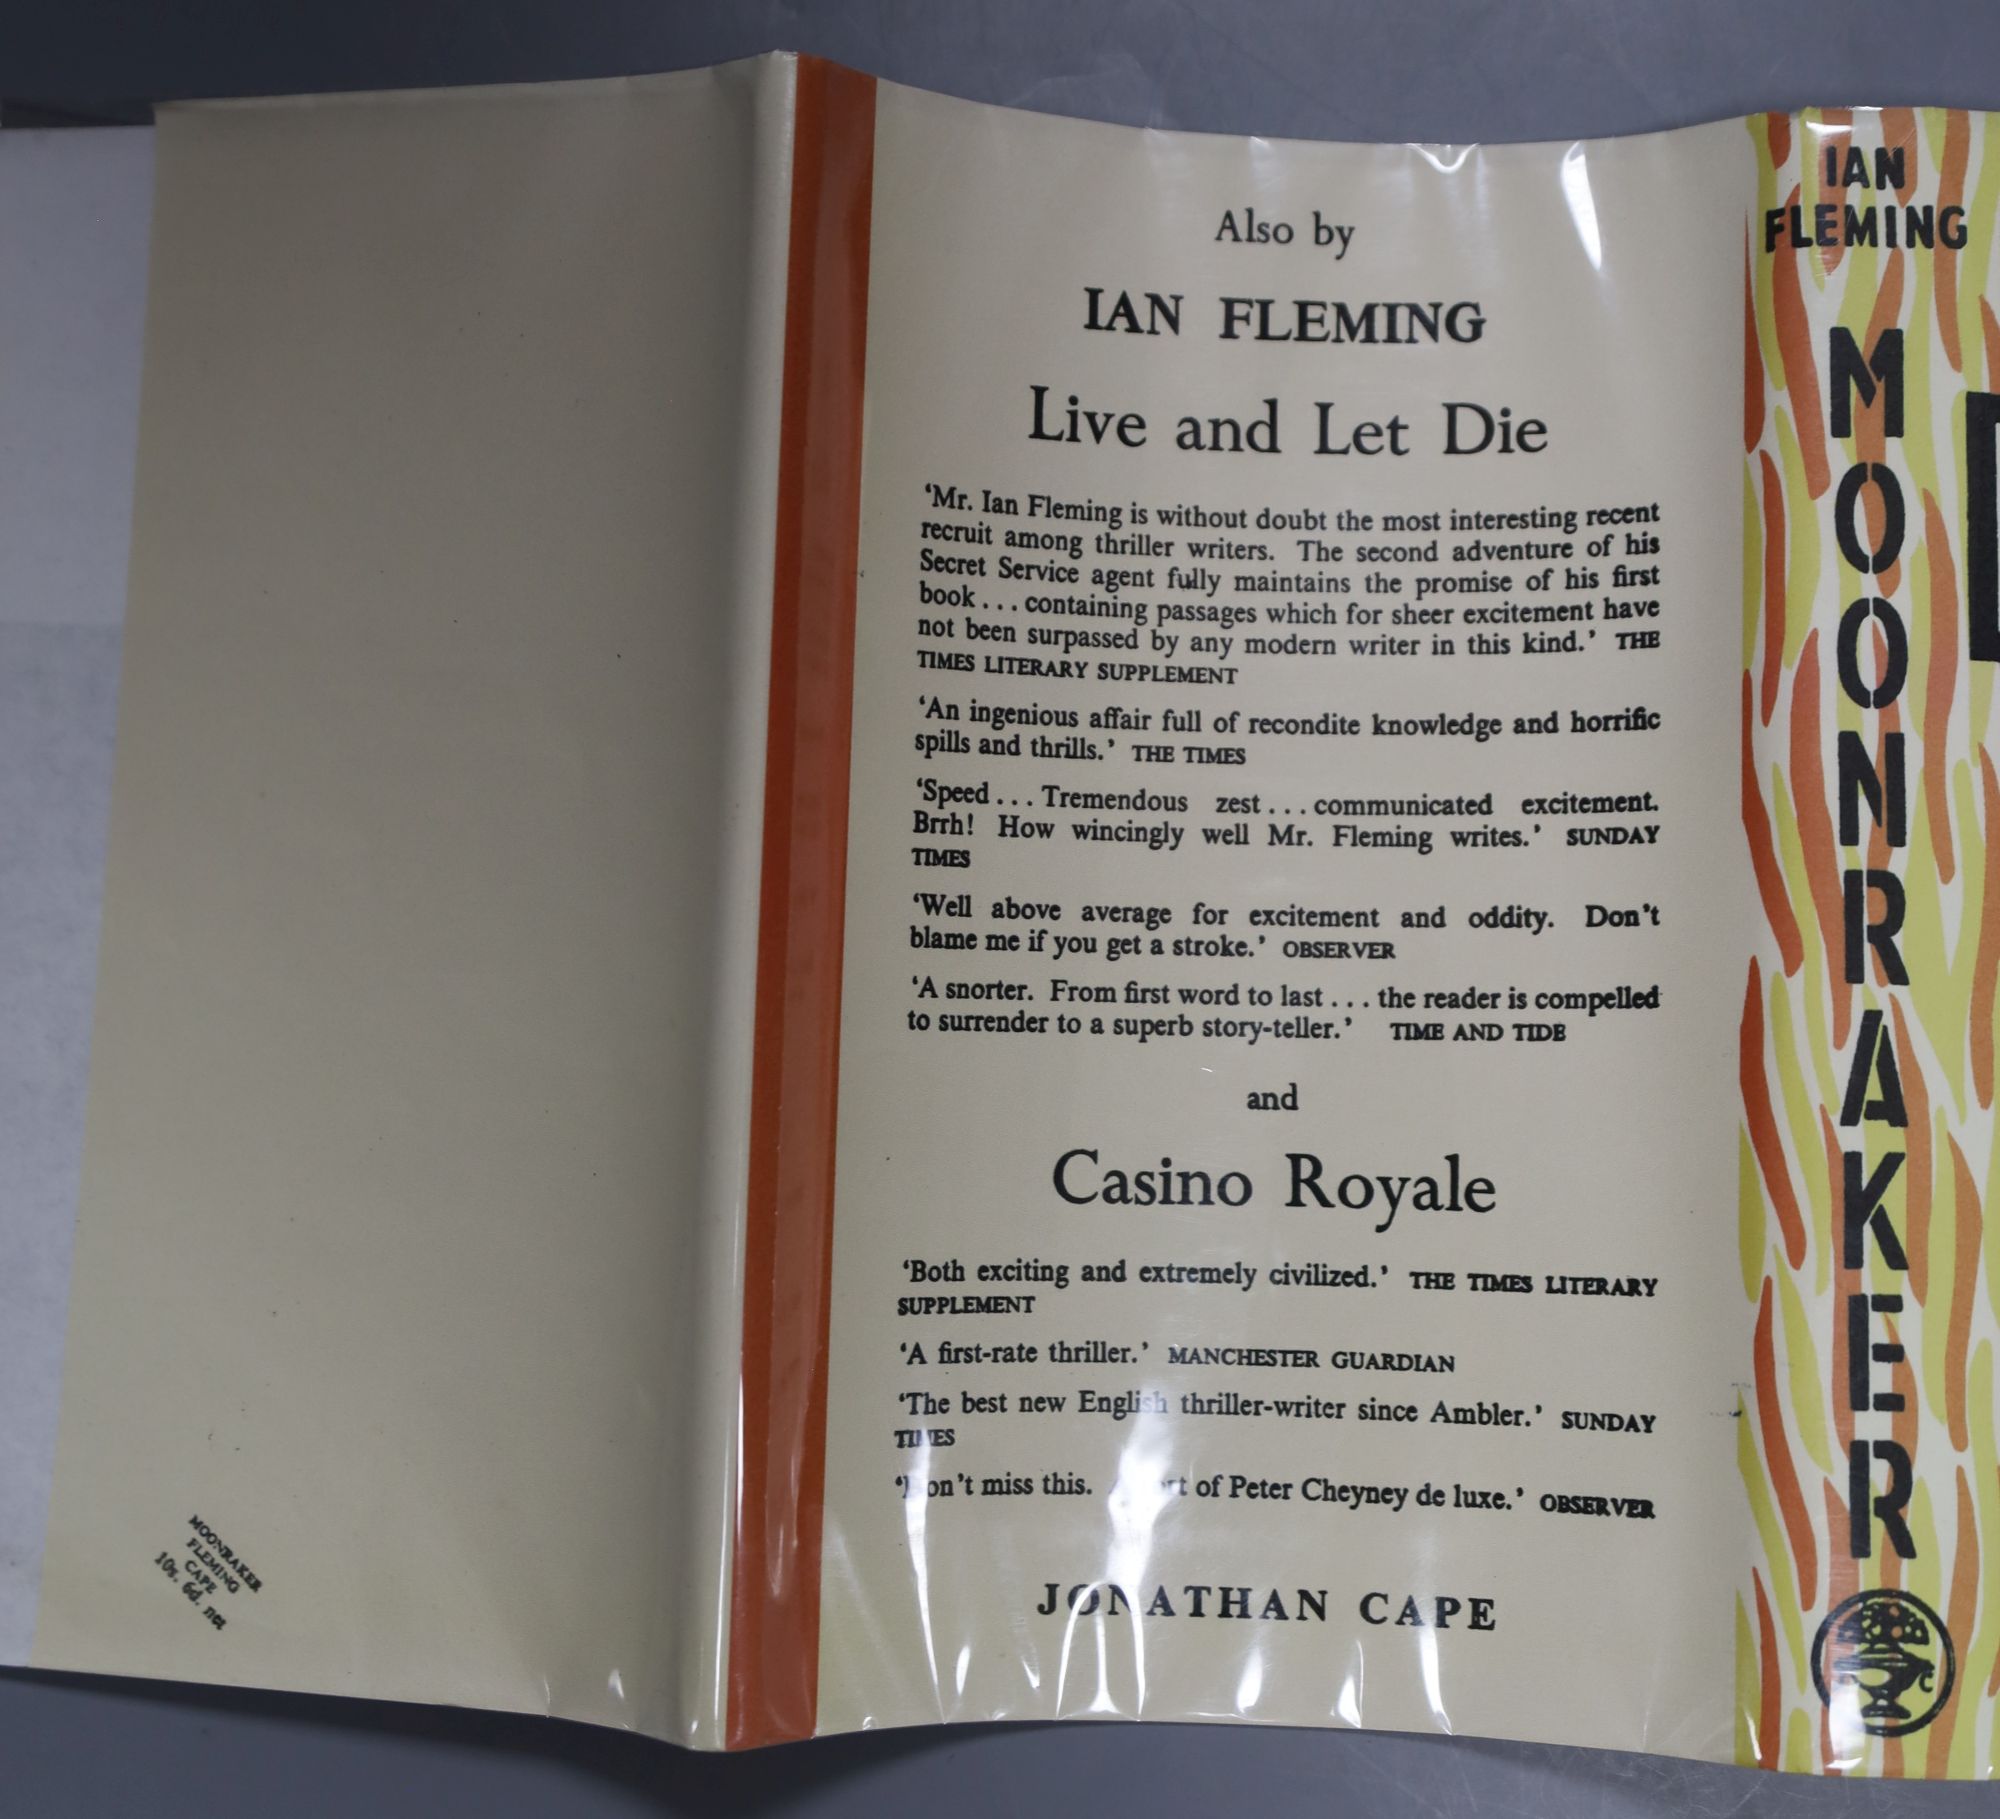 Also by
IAN FLEMING
Live and Let Die
‘Mr. Ian Fleming is without doubt the most interesting recent
recruit among thriller writers. The second adventure of his
Secret Service agent fully maintains the promise of his first
book . . . containing passages which for sheer excitement have
not been surpassed by any modern writer in this kind.’ THE
TIMES LITERARY SUPPLEMENT
‘An ingenious affair full of recondite knowledge and horrific
spills and thrills.’ THE TIMES
‘Speed . . . Tremendous zest . . . communicated excitement.
Brrh! How wincingly well Mr. Fleming writes.’ SUNDAY
TIMES
‘Well above average for excitement and oddity. Don’t
blame me if you get a stroke.’ OBSERVER
‘A snorter. From first word to last . . . the reader is compelled
to surrender to a superb story-teller.’ TIME AND TIDE
and
Casino Royale
‘Both exciting and extremely civilized.’ THE TIMES LITERARY
SUPPLEMENT
‘A first-rate thriller.’ MANCHESTER GUARDIAN
‘The best new English thriller-writer since Ambler.’ SUNDAY
TIMES
‘Don’t miss this. of Peter Cheyney de luxe.’ OBSERVER
JONATHAN CAPE
MOONRAKER
FLEMING
CAPE
10s. 6d. net
IAN
FLEMING
MOONRAKER